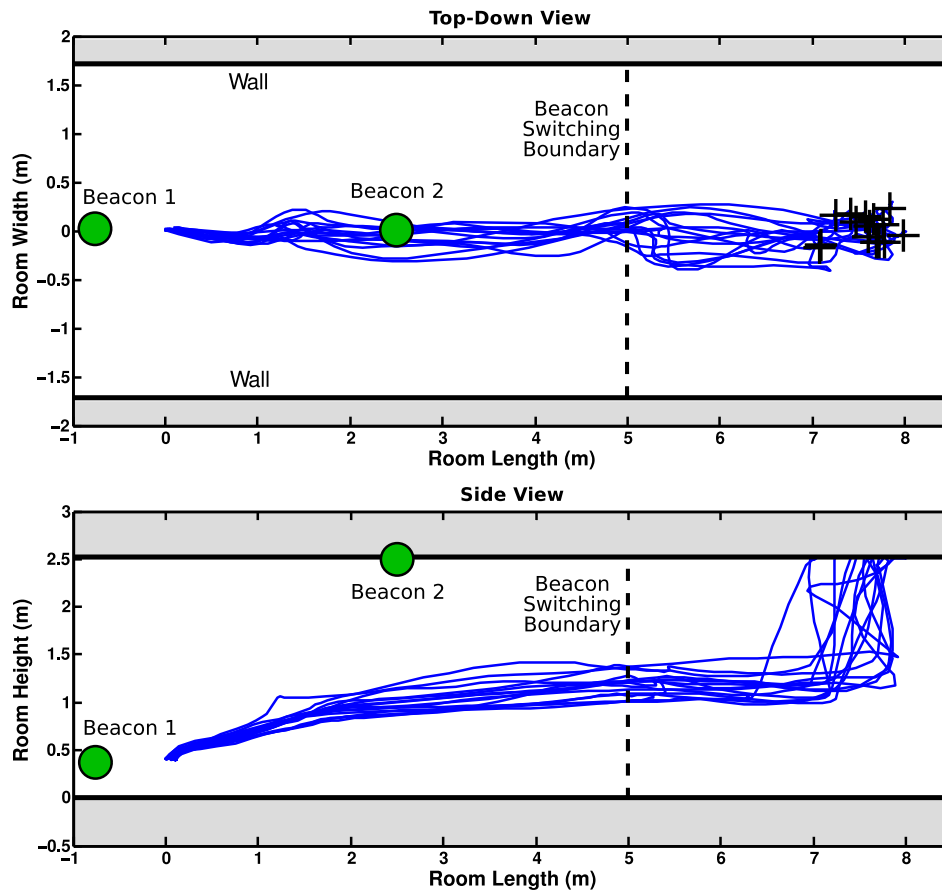 Top-Down View
2
1.5
1
0.5
0
−0.5
−1
−1.5
−2
Room Width (m)
Wall
Beacon
Switching
Boundary
Beacon 1
Beacon 2
Wall
−1 0 1 2 3 4 5 6 7 8
Room Length (m)
Side View
3
2.5
2
1.5
1
0.5
0
−0.5
Room Height (m)
Beacon 2
Beacon
Switching
Boundary
Beacon 1
−1 0 1 2 3 4 5 6 7 8
Room Length (m)